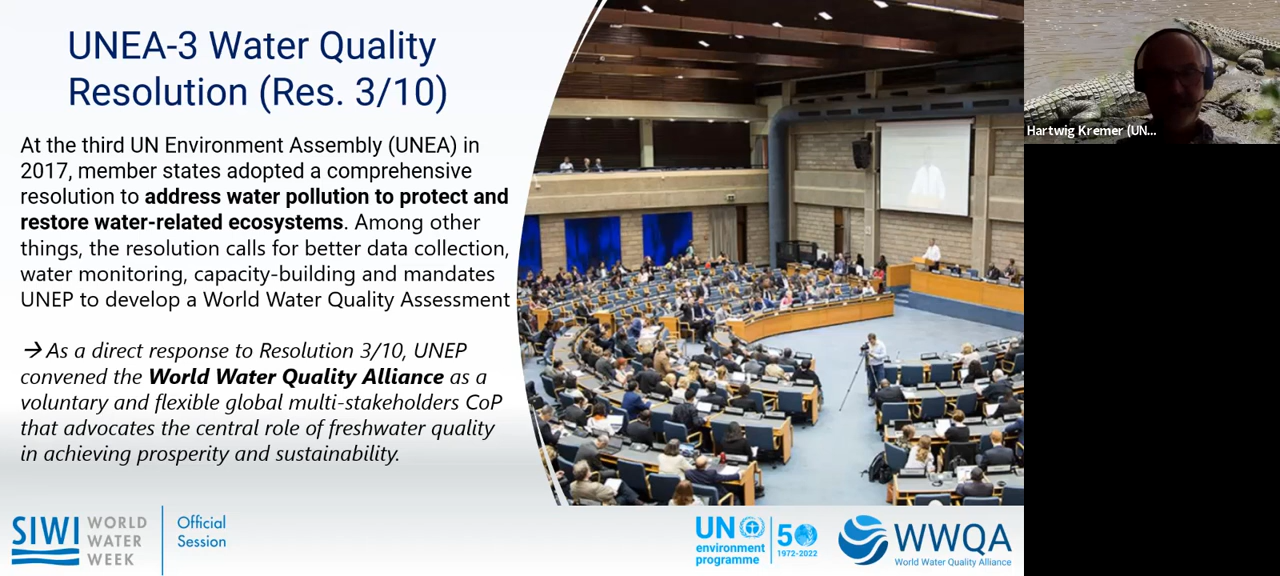 UNEA-3 Water Quality
Resolution (Res. 3/10)
At the third UN Environment Assembly (UNEA) in
2017, member states adopted a comprehensive
resolution to address water pollution to protect and
restore water-related ecosystems. Among other
things, the resolution calls for better data collection,
water monitoring, capacity-building and mandates
UNEP to develop a World Water Quality Assessment
→ As a direct response to Resolution 3/10, UNEP
convened the World Water Quality Alliance as a
voluntary and flexible global multi-stakeholders CoP
that advocates the central role of freshwater quality
in achieving prosperity and sustainability.
SIWI
WORLD
WATER
WEEK
Official
Session
UN
environment
programme
50
1972-2022
WWQA
World Water Quality Alliance
Hartwig Kremer (UN...